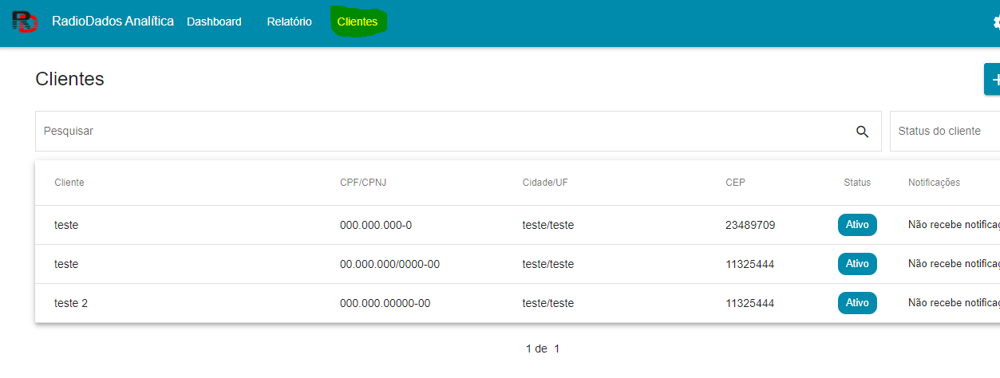 RadioDados Analítica Dashboard Relatório Clientes
Clientes
Pesquisar Status do cliente
Cliente CPF/CPNJ Cidade/UF CEP Status Notificações
teste 000.000.000-0 teste/teste 23489709 Ativo Não recebe notificaç
teste 00.000.000/0000-00 teste/teste 11325444 Ativo Não recebe notificaç
teste 2 000.000.00000-00 teste/teste 11325444 Ativo Não recebe notificaç
1 de 1